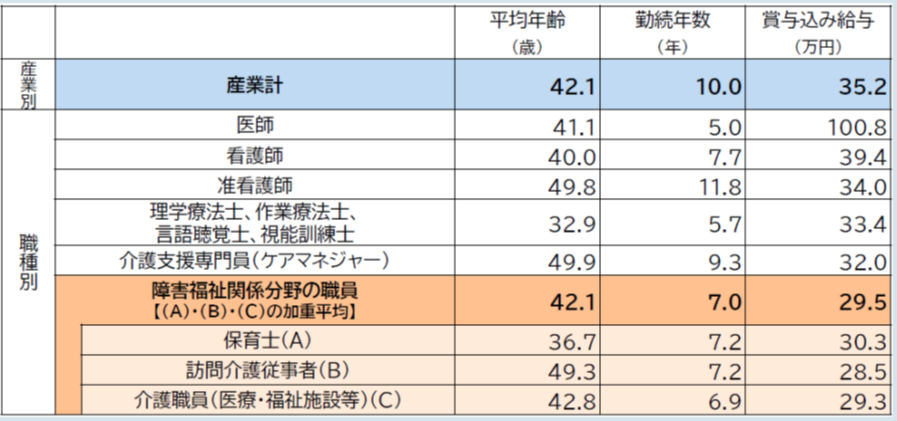 平均年齢 勤続年数 賞与込み給与
(歳) (年) (万円)
産業別 産業計 42.1 10.0 35.2
職種別
医師 41.1 5.0 100.8
看護師 40.0 7.7 39.4
准看護師 49.8 11.8 34.0
理学療法士、作業療法士、
言語聴覚士、視能訓練士 32.9 5.7 33.4
介護支援専門員(ケアマネジャー) 49.9 9.3 32.0
障害福祉関係分野の職員
【(A)・(B)・(C)の加重平均】 42.1 7.0 29.5
保育士(A) 36.7 7.2 30.3
訪問介護従事者(B) 49.3 7.2 28.5
介護職員(医療・福祉施設等)(C) 42.8 6.9 29.3